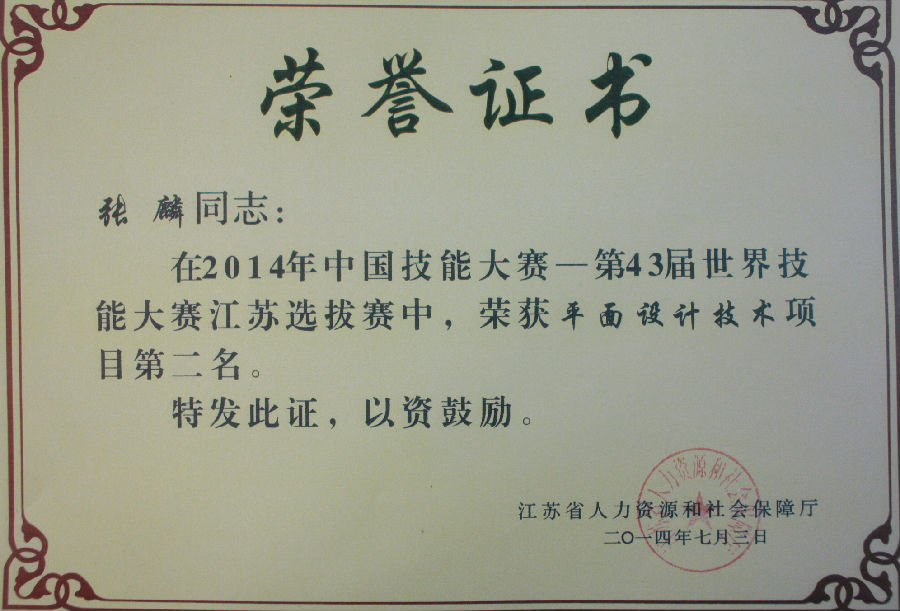 荣誉证书
张麟同志：
在2014年中国技能大赛—第43届世界技
能大赛江苏选拔赛中，荣获平面设计技术项
目第二名。
特发此证，以资鼓励。
江苏省人力资源和社会保障厅
二〇一四年七月三日